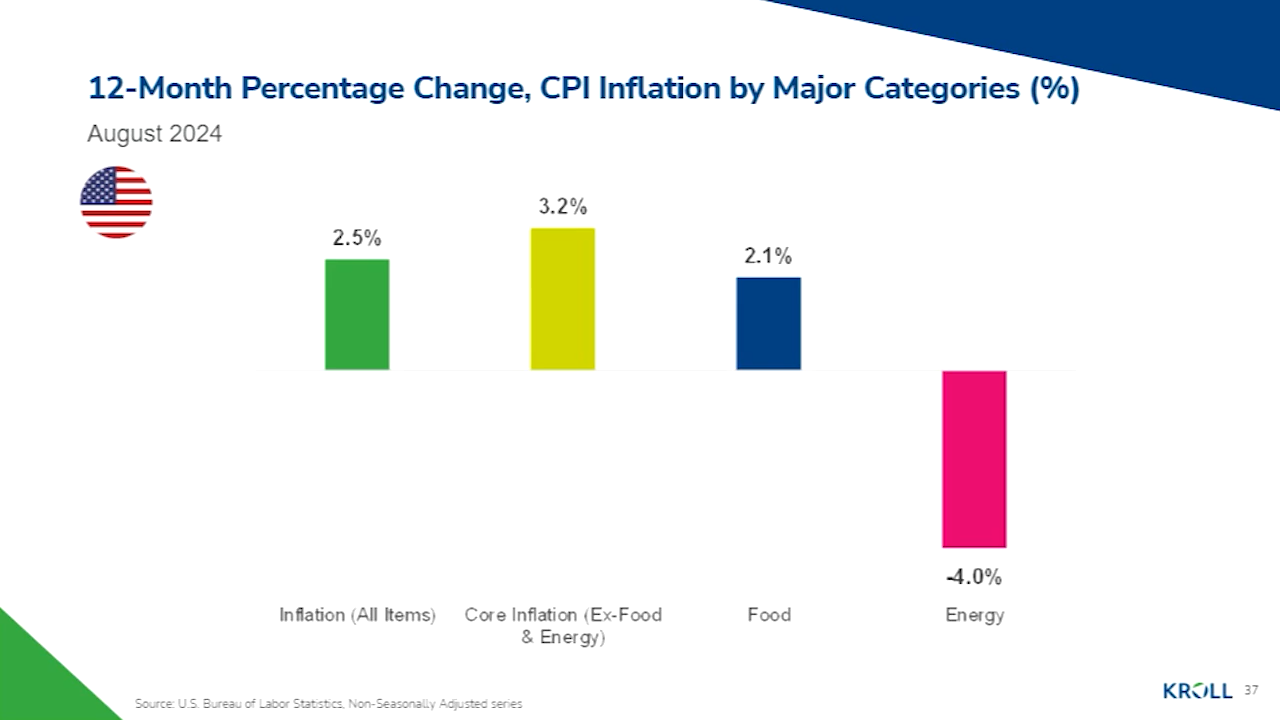 12-Month Percentage Change, CPI Inflation by Major Categories (%)
August 2024
2.5%
3.2%
2.1%
-4.0%
Inflation (All Items)
Core Inflation (Ex-Food
& Energy)
Food
Energy
Source: U.S. Bureau of Labor Statistics, Non-Seasonally Adjusted series
KROLL
37